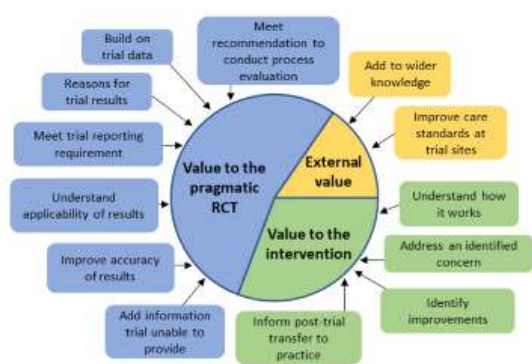 Build on
trial data
Meet
recommendation to
conduct process
evaluation
Add to wider
knowledge
Reasons for
trial results
Improve care
standards at
trial sites
Meet trial reporting
requirement
Value to the
pragmatic
RCT
External
value
Understand
applicability of results
Understand how
it works
Value to the
intervention
Improve accuracy
of results
Address an identified
concern
Add information
trial unable to
provide
Inform post-trial
transfer to
practice
Identify
improvements